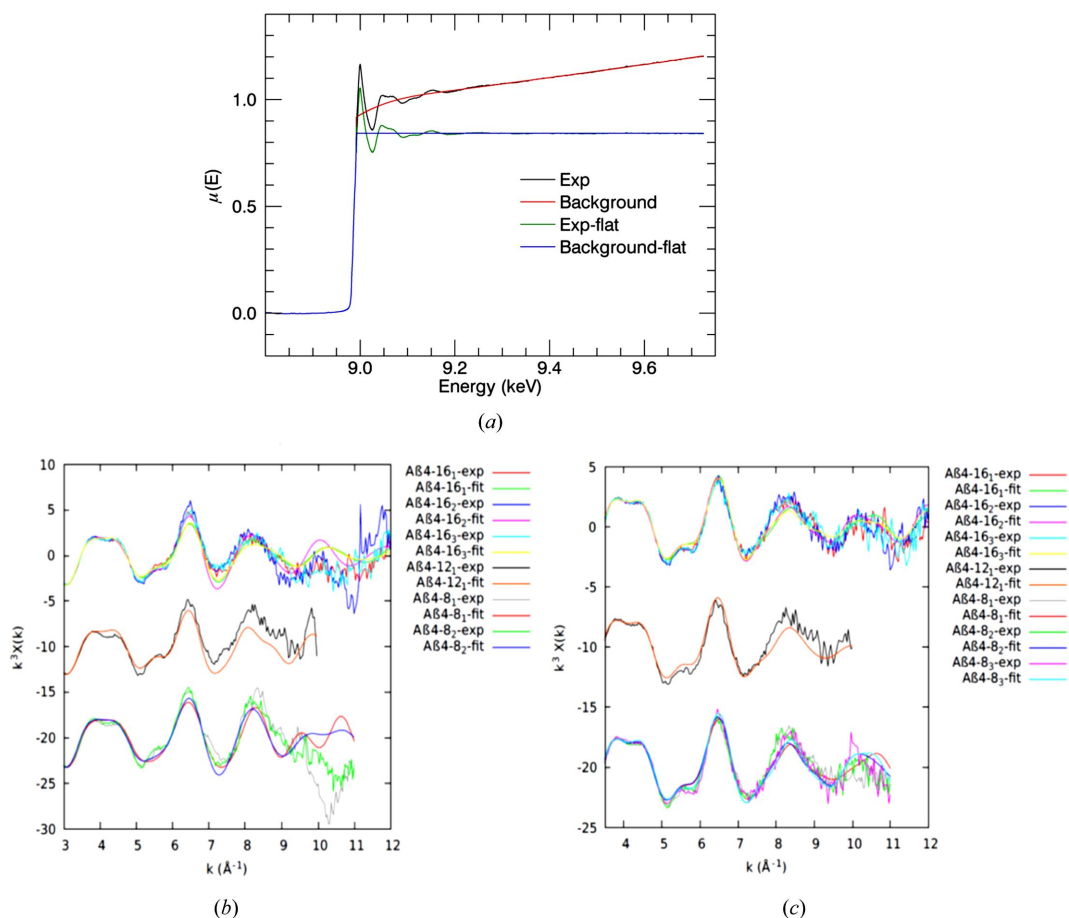 1.0
0.5
0.0
μ(E)
Exp
Background
Exp-flat
Background-flat
9.0 9.2 9.4 9.6
Energy (keV)
(a)
10
5
0
-5
-10
-15
-20
-25
-30
k³X(k)
3 4 5 6 7 8 9 10 11 12
k (Å⁻¹)
Aß4-16₁-exp
Aß4-16₁-fit
Aß4-16₂-exp
Aß4-16₂-fit
Aß4-16₃-exp
Aß4-16₃-fit
Aß4-12₁-exp
Aß4-12₁-fit
Aß4-8₁-exp
Aß4-8₁-fit
Aß4-8₂-exp
Aß4-8₂-fit
(b)
5
0
-5
-10
-15
-20
-25
k³ X(k)
4 5 6 7 8 9 10 11 12
k (Å⁻¹)
Aß4-16₁-exp
Aß4-16₁-fit
Aß4-16₂-exp
Aß4-16₂-fit
Aß4-16₃-exp
Aß4-16₃-fit
Aß4-12₁-exp
Aß4-12₁-fit
Aß4-8₁-exp
Aß4-8₁-fit
Aß4-8₂-exp
Aß4-8₂-fit
Aß4-8₃-exp
Aß4-8₃-fit
(c)